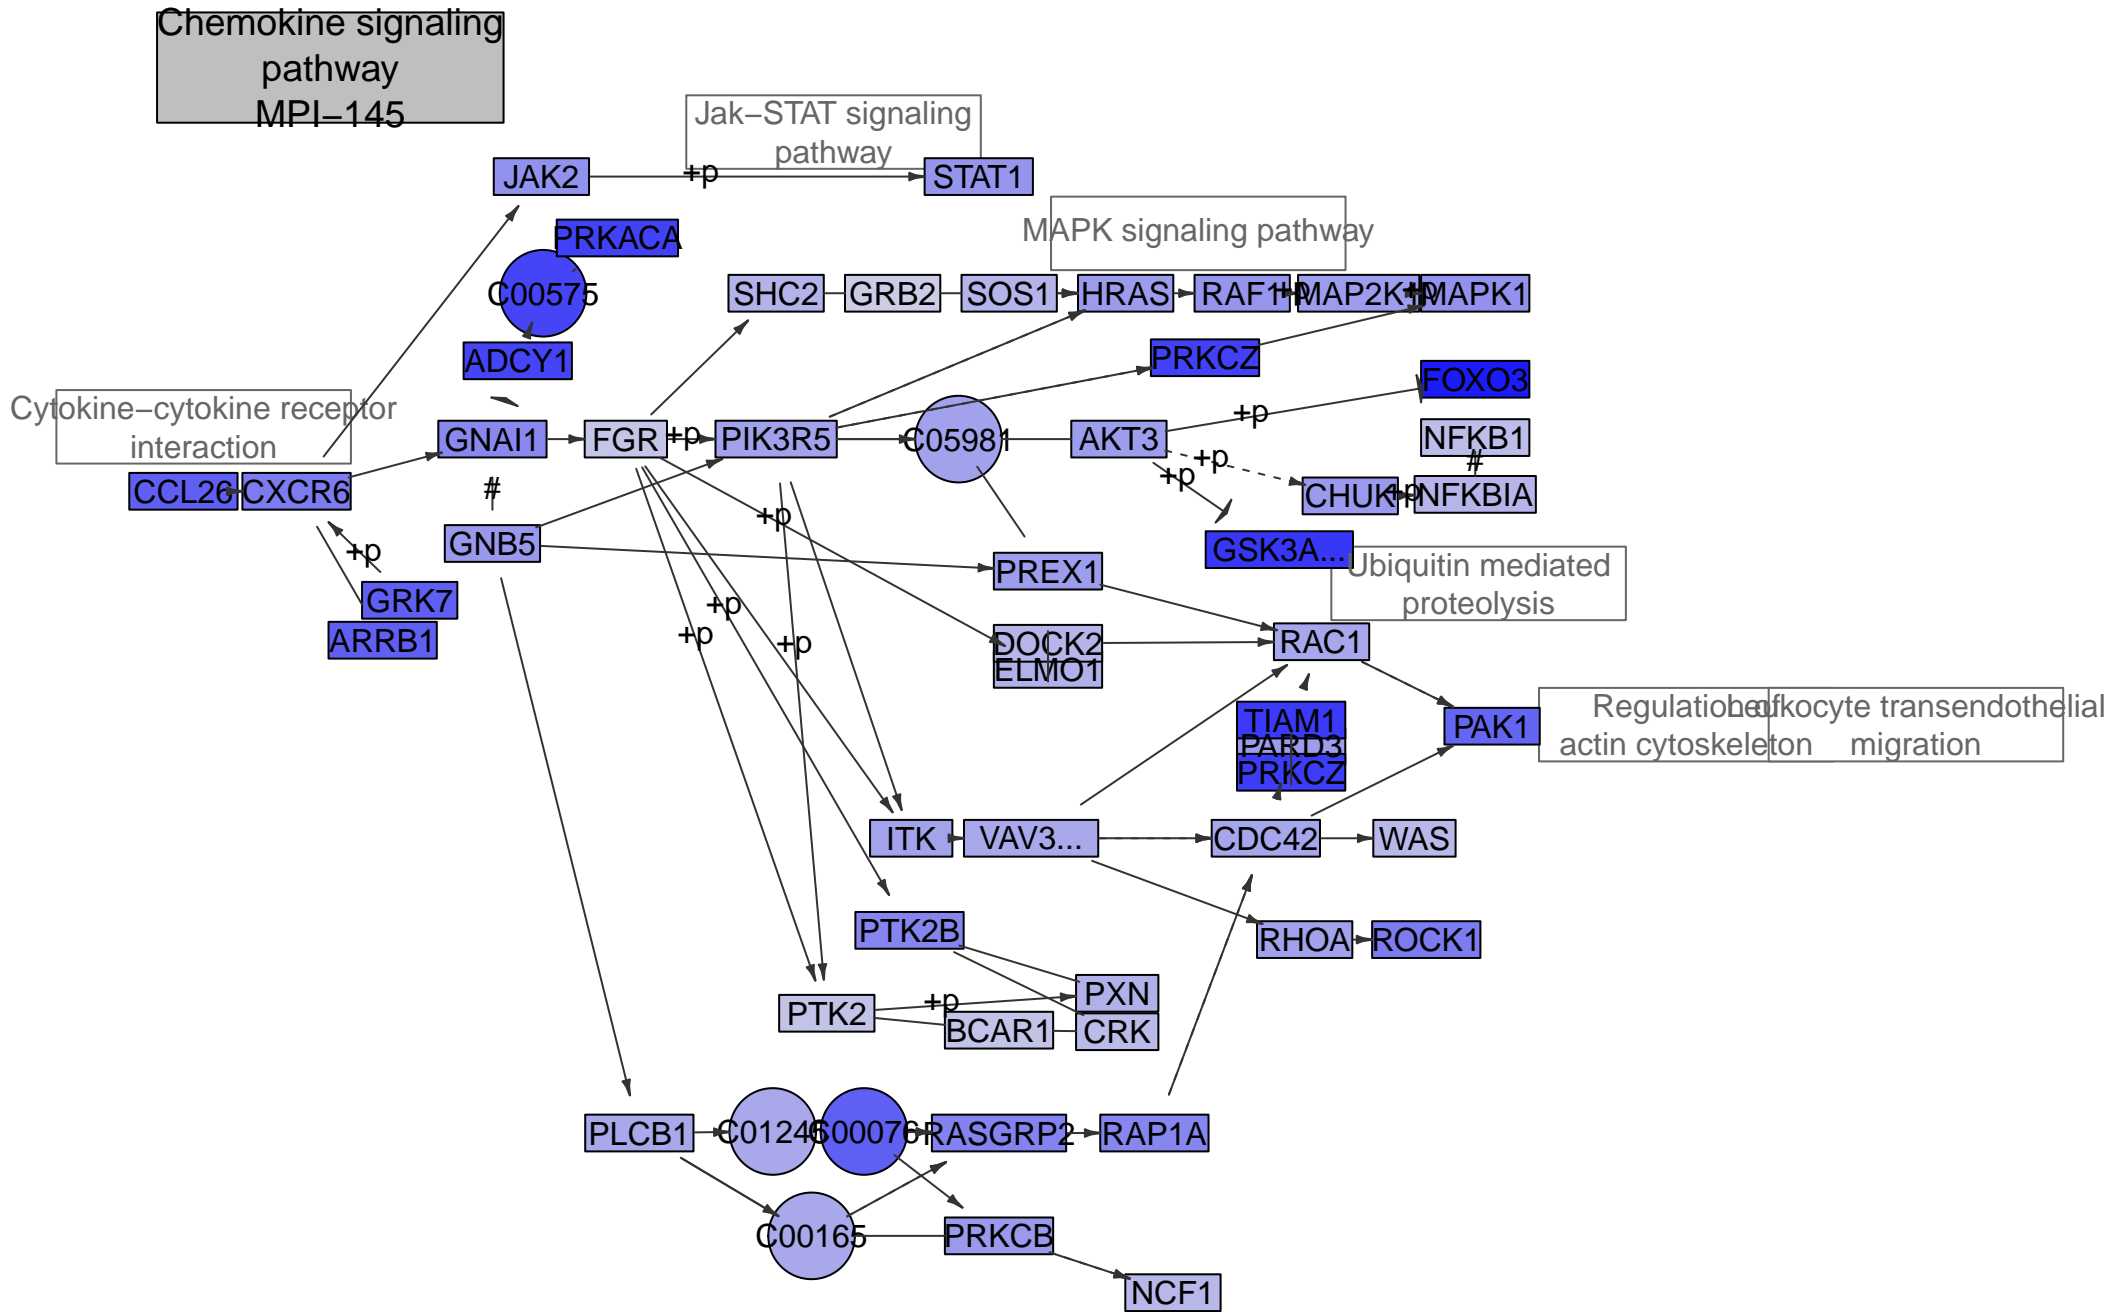 Chemokine signaling
pathway
MPI−145
Jak−STAT signaling
pathway
JAK2
+p
STAT1
PRKACA
MAPK signaling pathway
C00575
SHC2
GRB2
SOS1
HRAS
RAF1
+p
MAP2K1
+p
MAPK1
ADCY1
PRKCZ
FOXO3
Cytokine−cytokine receptor
interaction
+p
GNAI1
FGR
+p
PIK3R5
C05981
AKT3
NFKB1
+p
#
CCL26
CXCR6
#
+p
CHUK
+p
NFKBIA
+p
GNB5
+p
GSK3A...
PREX1
Ubiquitin mediated
proteolysis
GRK7
+p
ARRB1
+p
+p
DOCK2
RAC1
ELMO1
TIAM1
PARD3
PRKCZ
PAK1
Regulation of
actin cytoskeleton
Leukocyte transendothelial
migration
ITK
VAV3...
CDC42
WAS
PTK2B
RHOA
ROCK1
PTK2
+p
PXN
BCAR1
CRK
PLCB1
C01245
C00076
RASGRP2
RAP1A
C00165
PRKCB
NCF1